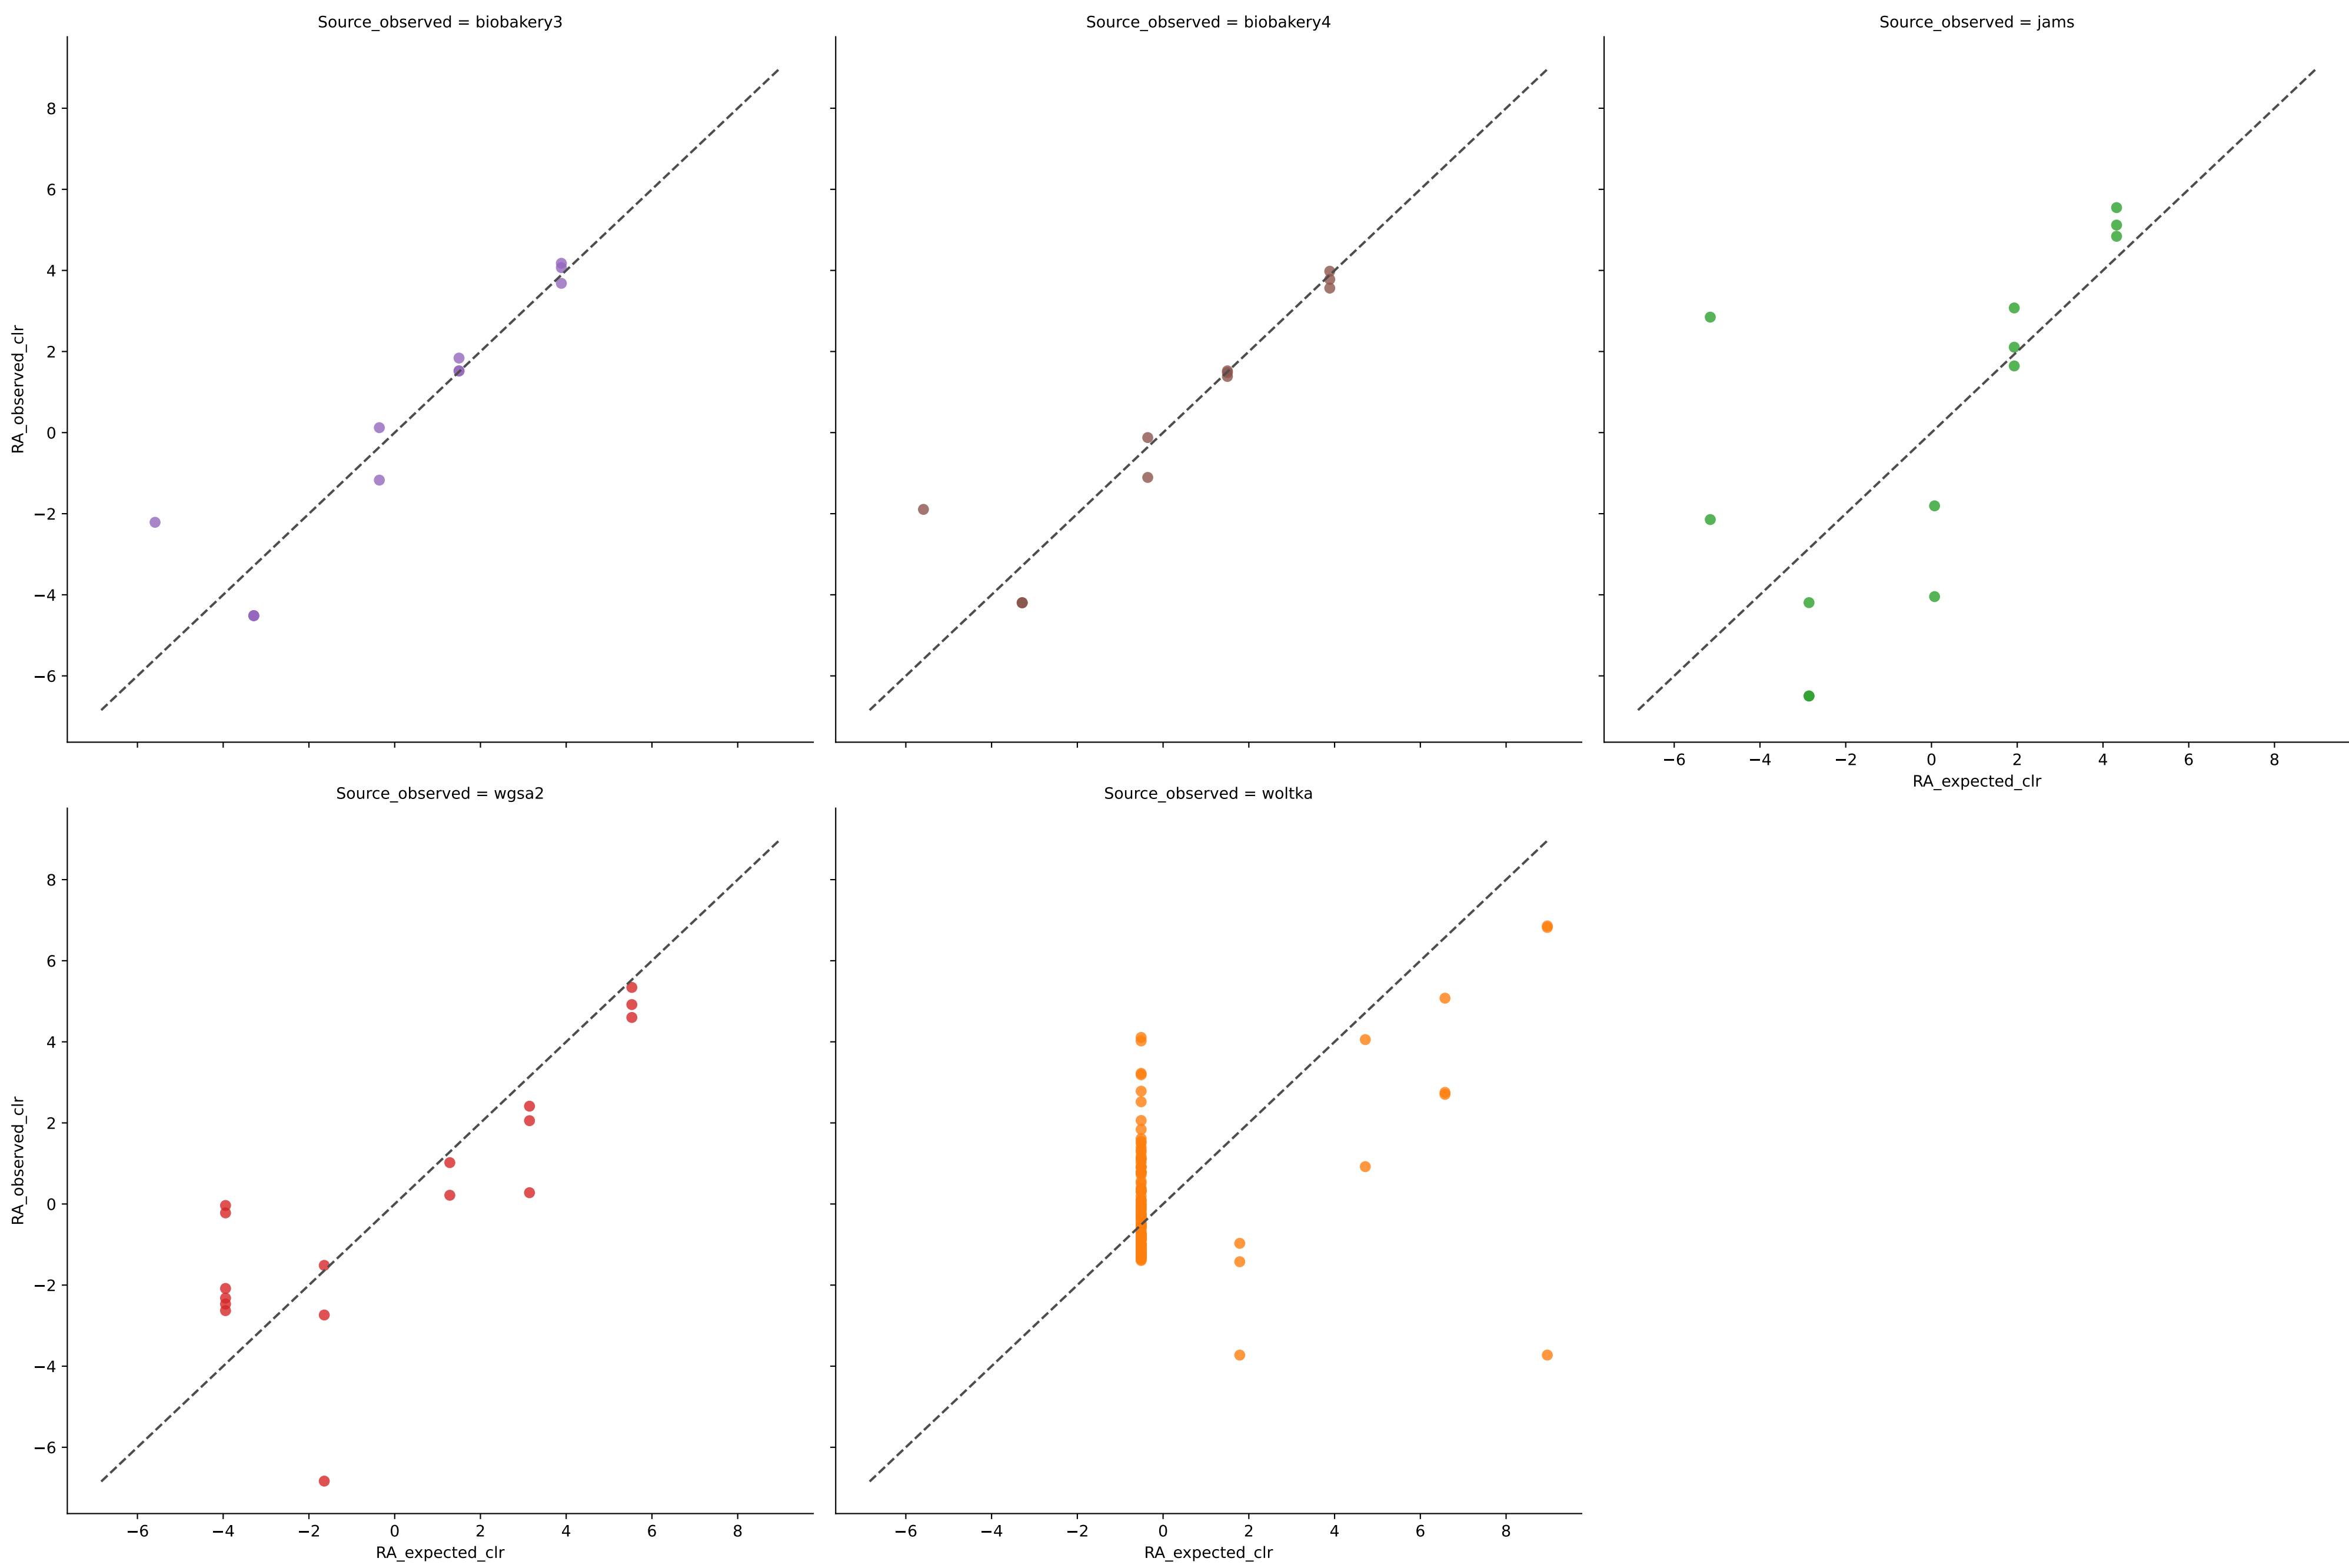 Source_observed = biobakery3
Source_observed = biobakery4
Source_observed = jams
8
6
4
2
0
−2
−4
−6
RA_observed_clr
−6 −4 −2 0 2 4 6 8
RA_expected_clr
Source_observed = wgsa2
Source_observed = woltka
8
6
4
2
0
−2
−4
−6
RA_observed_clr
−6 −4 −2 0 2 4 6 8
RA_expected_clr
−6 −4 −2 0 2 4 6 8
RA_expected_clr